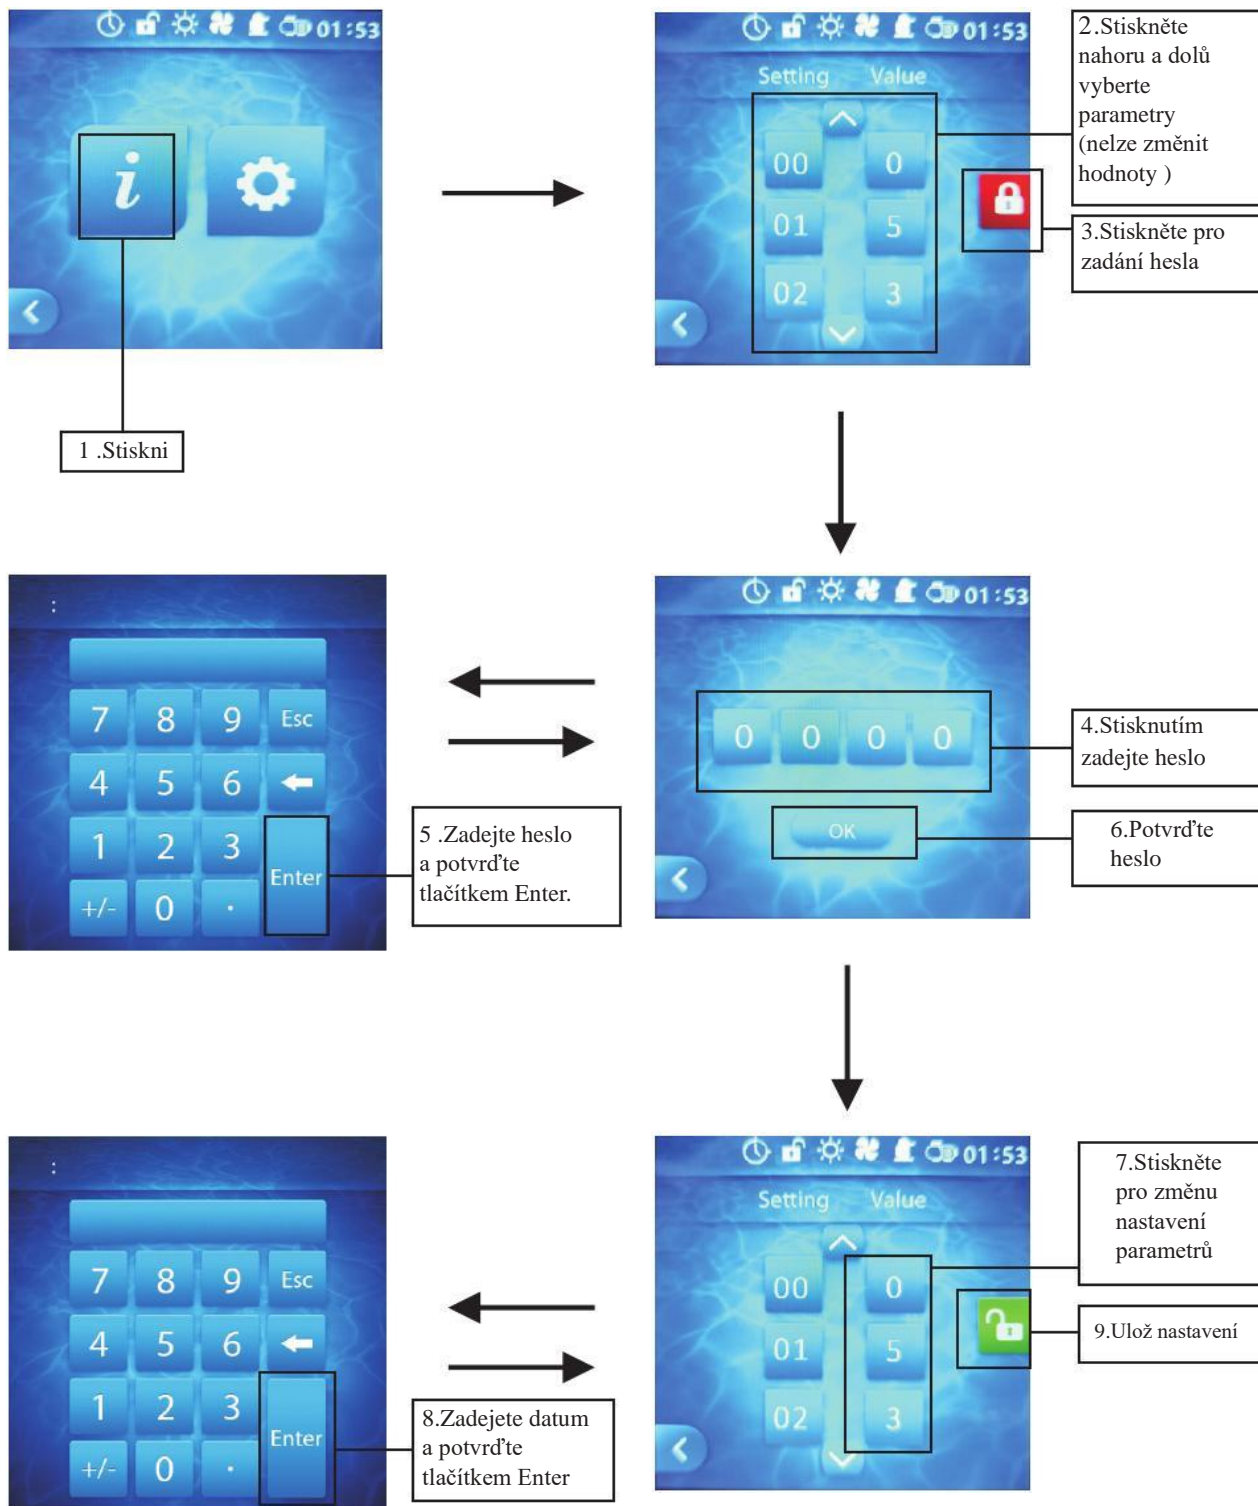 01:53
1 .Stiskni
01:53
Setting Value
00 0
01 5
02 3
2.Stiskněte
nahoru a dolů
vyberte
parametry
(nelze změnit
hodnoty )
3.Stiskněte pro
zadání hesla
:
7 8 9 Esc
4 5 6
1 2 3
Enter
+/- 0 .
5 .Zadejte heslo
a potvrďte
tlačítkem Enter.
01:53
0 0 0 0
OK
4.Stisknutím
zadejte heslo
6.Potvrďte
heslo
:
7 8 9 Esc
4 5 6
1 2 3
Enter
+/- 0 .
8.Zadejete datum
a potvrďte
tlačítkem Enter
01:53
Setting Value
00 0
01 5
02 3
7.Stiskněte
pro změnu
nastavení
parametrů
9.Ulož nastavení